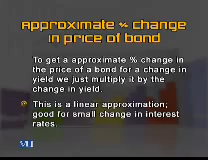 Approximate % change
in price of bond
To get a approximate % change in
the price of a bond for a change in
yield we just multiply it by the
change in yield.
This is a linear approximation;
good for small change in interest
rates.
VU